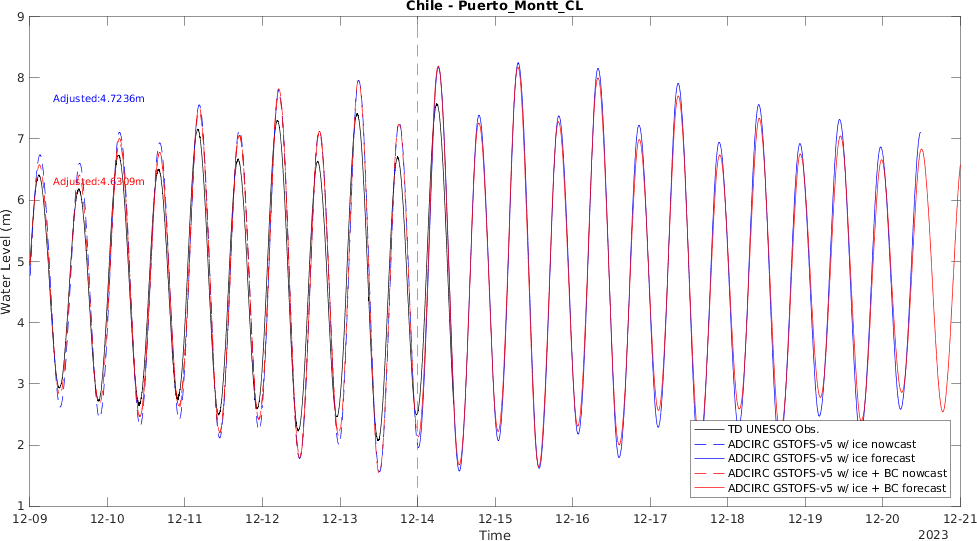 Chile - Puerto_Montt_CL
9
8
7
6
5
4
3
2
1
Water Level (m)
Adjusted:4.7236m
Adjusted:4.6309m
TD UNESCO Obs.
ADCIRC GSTOFS-v5 w/ ice nowcast
ADCIRC GSTOFS-v5 w/ ice forecast
ADCIRC GSTOFS-v5 w/ ice + BC nowcast
ADCIRC GSTOFS-v5 w/ ice + BC forecast
12-09 12-10 12-11 12-12 12-13 12-14 12-15 12-16 12-17 12-18 12-19 12-20 12-21
Time
2023